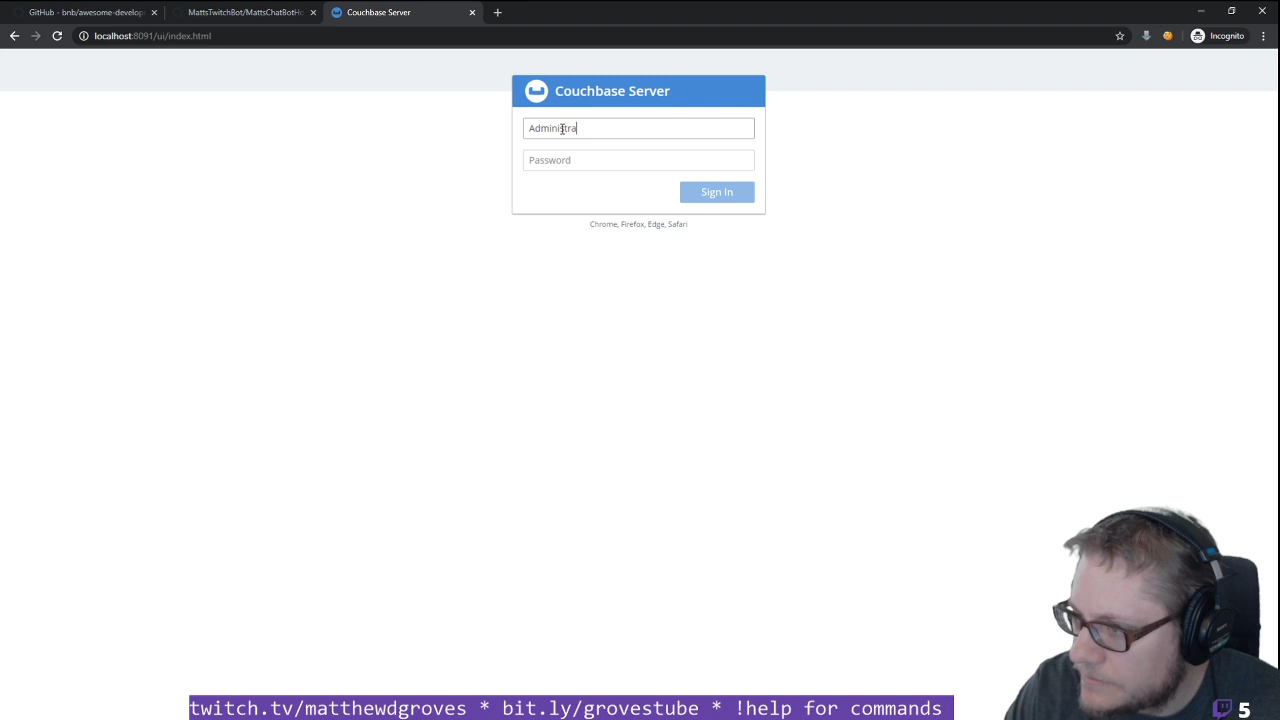 GitHub - bnb/awesome-develop
MattsTwitchBot/MattsChatBotHo
Couchbase Server
localhost:8091/ui/index.html
Incognito
Couchbase Server
Administra
Password
Sign In
Chrome, Firefox, Edge, Safari
twitch.tv/matthewdgroves * bit.ly/grovestube * !help for commands
5